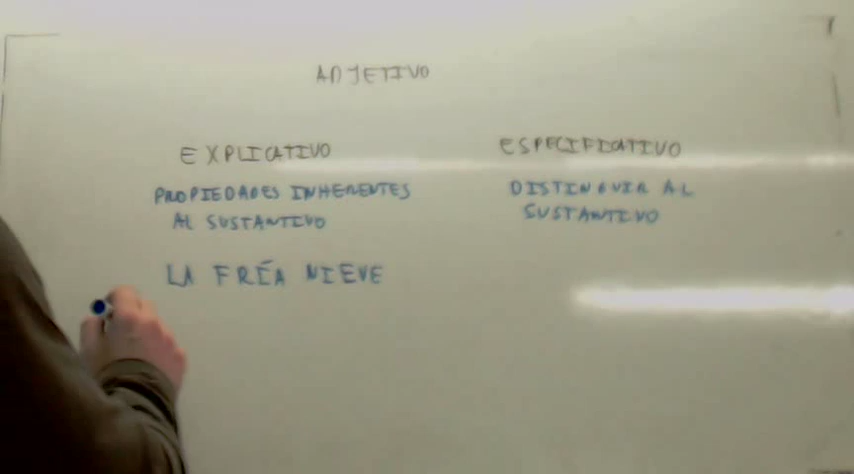 ADJETIVO
EXPLICATIVO
PROPIEDADES INHERENTES
AL SUSTANTIVO
LA FRÍA NIEVE
ESPECIFICATIVO
DISTINGUIR AL
SUSTANTIVO